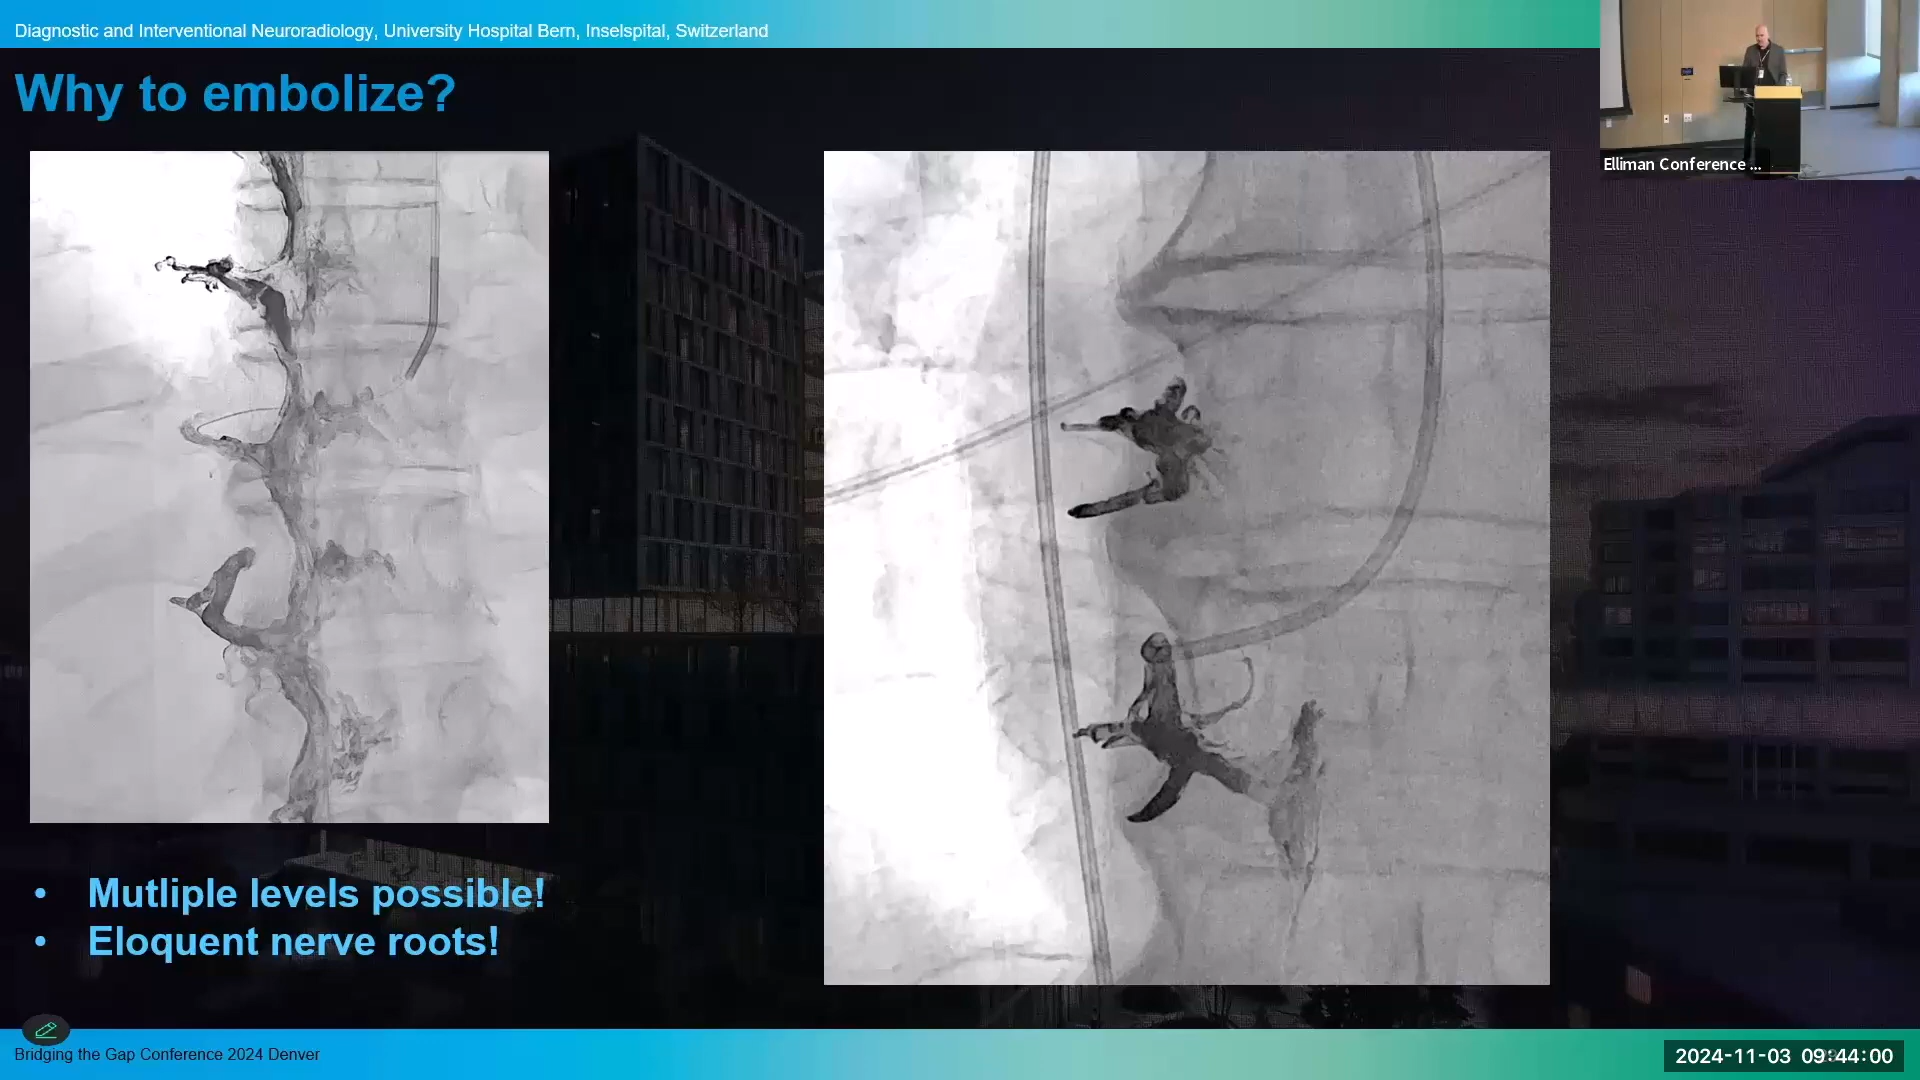 Diagnostic and Interventional Neuroradiology, University Hospital Bern, Inselspital, Switzerland
Why to embolize?
Elliman Conference ...
• Mutliple levels possible!
• Eloquent nerve roots!
Bridging the Gap Conference 2024 Denver
2024-11-03 09:44:00